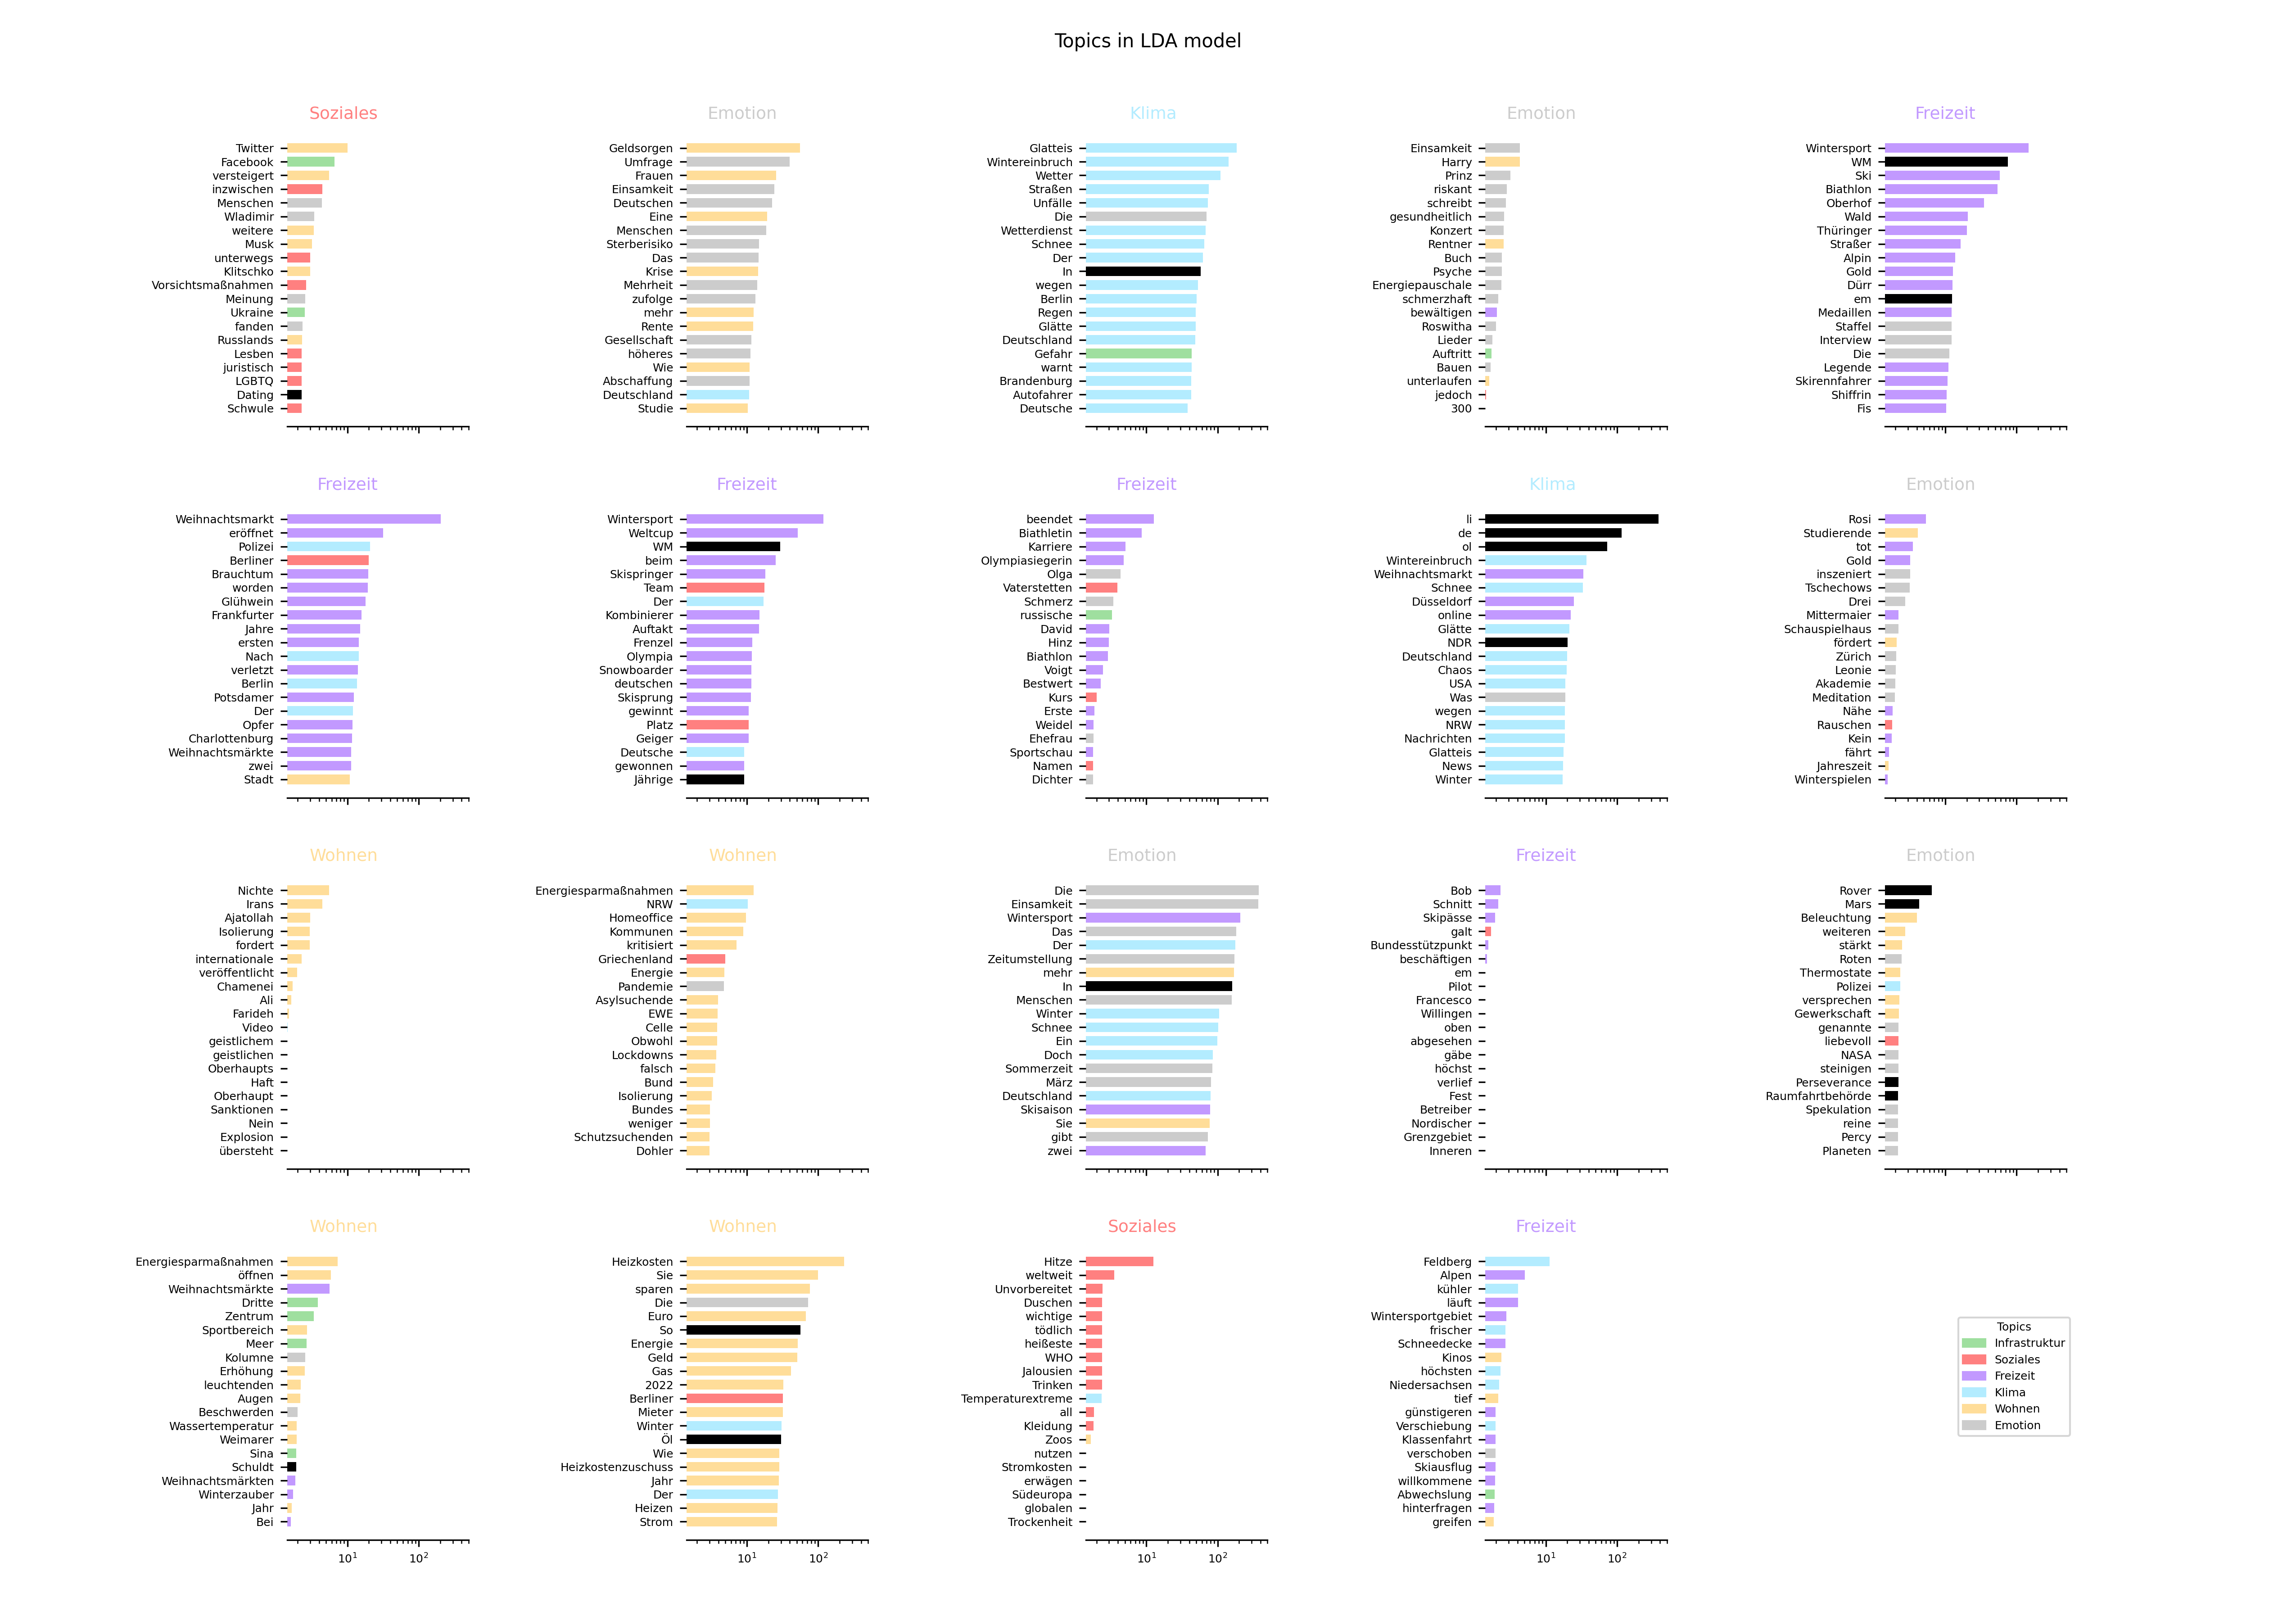 Topics in LDA model
Soziales
Twitter
Facebook
versteigert
inzwischen
Menschen
Wladimir
weitere
Musk
unterwegs
Klitschko
Vorsichtsmaßnahmen
Meinung
Ukraine
fanden
Russlands
Lesben
juristisch
LGBTQ
Dating
Schwule
Emotion
Geldsorgen
Umfrage
Frauen
Einsamkeit
Deutschen
Eine
Menschen
Sterberisiko
Das
Krise
Mehrheit
zufolge
mehr
Rente
Gesellschaft
höheres
Wie
Abschaffung
Deutschland
Studie
Klima
Glatteis
Wintereinbruch
Wetter
Straßen
Unfälle
Die
Wetterdienst
Schnee
Der
In
wegen
Berlin
Regen
Glätte
Deutschland
Gefahr
warnt
Brandenburg
Autofahrer
Deutsche
Emotion
Einsamkeit
Harry
Prinz
riskant
schreibt
gesundheitlich
Konzert
Rentner
Buch
Psyche
Energiepauschale
schmerzhaft
bewältigen
Roswitha
Lieder
Auftritt
Bauen
unterlaufen
jedoch
300
Freizeit
Wintersport
WM
Ski
Biathlon
Oberhof
Wald
Thüringer
Straßer
Alpin
Gold
Dürr
em
Medaillen
Staffel
Interview
Die
Legende
Skirennfahrer
Shiffrin
Fis
Freizeit
Weihnachtsmarkt
eröffnet
Polizei
Berliner
Brauchtum
worden
Glühwein
Frankfurter
Jahre
ersten
Nach
verletzt
Berlin
Potsdamer
Der
Opfer
Charlottenburg
Weihnachtsmärkte
zwei
Stadt
Freizeit
Wintersport
Weltcup
WM
beim
Skispringer
Team
Der
Kombinierer
Auftakt
Frenzel
Olympia
Snowboarder
deutschen
Skisprung
gewinnt
Platz
Geiger
Deutsche
gewonnen
Jährige
Freizeit
beendet
Biathletin
Karriere
Olympiasiegerin
Olga
Vaterstetten
Schmerz
russische
David
Hinz
Biathlon
Voigt
Bestwert
Kurs
Erste
Weidel
Ehefrau
Sportschau
Namen
Dichter
Klima
li
de
ol
Wintereinbruch
Weihnachtsmarkt
Schnee
Düsseldorf
online
Glätte
NDR
Deutschland
Chaos
USA
Was
wegen
NRW
Nachrichten
Glatteis
News
Winter
Emotion
Rosi
Studierende
tot
Gold
inszeniert
Tschechows
Drei
Mittermaier
Schauspielhaus
fördert
Zürich
Leonie
Akademie
Meditation
Nähe
Rauschen
Kein
fährt
Jahreszeit
Winterspielen
Wohnen
Nichte
Irans
Ajatollah
Isolierung
fordert
internationale
veröffentlicht
Chamenei
Ali
Farideh
Video
geistlichem
geistlichen
Oberhaupts
Haft
Oberhaupt
Sanktionen
Nein
Explosion
übersteht
Wohnen
Energiesparmaßnahmen
NRW
Homeoffice
Kommunen
kritisiert
Griechenland
Energie
Pandemie
Asylsuchende
EWE
Celle
Obwohl
Lockdowns
falsch
Bund
Isolierung
Bundes
weniger
Schutzsuchenden
Dohler
Emotion
Die
Einsamkeit
Wintersport
Das
Der
Zeitumstellung
mehr
In
Menschen
Winter
Schnee
Ein
Doch
Sommerzeit
März
Deutschland
Skisaison
Sie
gibt
zwei
Freizeit
Bob
Schnitt
Skipässe
galt
Bundesstützpunkt
beschäftigen
em
Pilot
Francesco
Willingen
oben
abgesehen
gäbe
höchst
verlief
Fest
Betreiber
Nordischer
Grenzgebiet
Inneren
Emotion
Rover
Mars
Beleuchtung
weiteren
stärkt
Roten
Thermostate
Polizei
versprechen
Gewerkschaft
genannte
liebevoll
NASA
steinigen
Perseverance
Raumfahrtbehörde
Spekulation
reine
Percy
Planeten
Wohnen
Energiesparmaßnahmen
öffnen
Weihnachtsmärkte
Dritte
Zentrum
Sportbereich
Meer
Kolumne
Erhöhung
leuchtenden
Augen
Beschwerden
Wassertemperatur
Weimarer
Sina
Schuldt
Weihnachtsmärkten
Winterzauber
Jahr
Bei
10¹ 10²
Wohnen
Heizkosten
Sie
sparen
Die
Euro
So
Energie
Geld
Gas
2022
Berliner
Mieter
Winter
Öl
Wie
Heizkostenzuschuss
Jahr
Der
Heizen
Strom
10¹ 10²
Soziales
Hitze
weltweit
Unvorbereitet
Duschen
wichtige
tödlich
heißeste
WHO
Jalousien
Trinken
Temperaturextreme
all
Kleidung
Zoos
nutzen
Stromkosten
erwägen
Südeuropa
globalen
Trockenheit
10¹ 10²
Freizeit
Feldberg
Alpen
kühler
läuft
Wintersportgebiet
frischer
Schneedecke
Kinos
höchsten
Niedersachsen
tief
günstigeren
Verschiebung
Klassenfahrt
verschoben
Skiausflug
willkommene
Abwechslung
hinterfragen
greifen
10¹ 10²
Topics
Infrastruktur
Soziales
Freizeit
Klima
Wohnen
Emotion